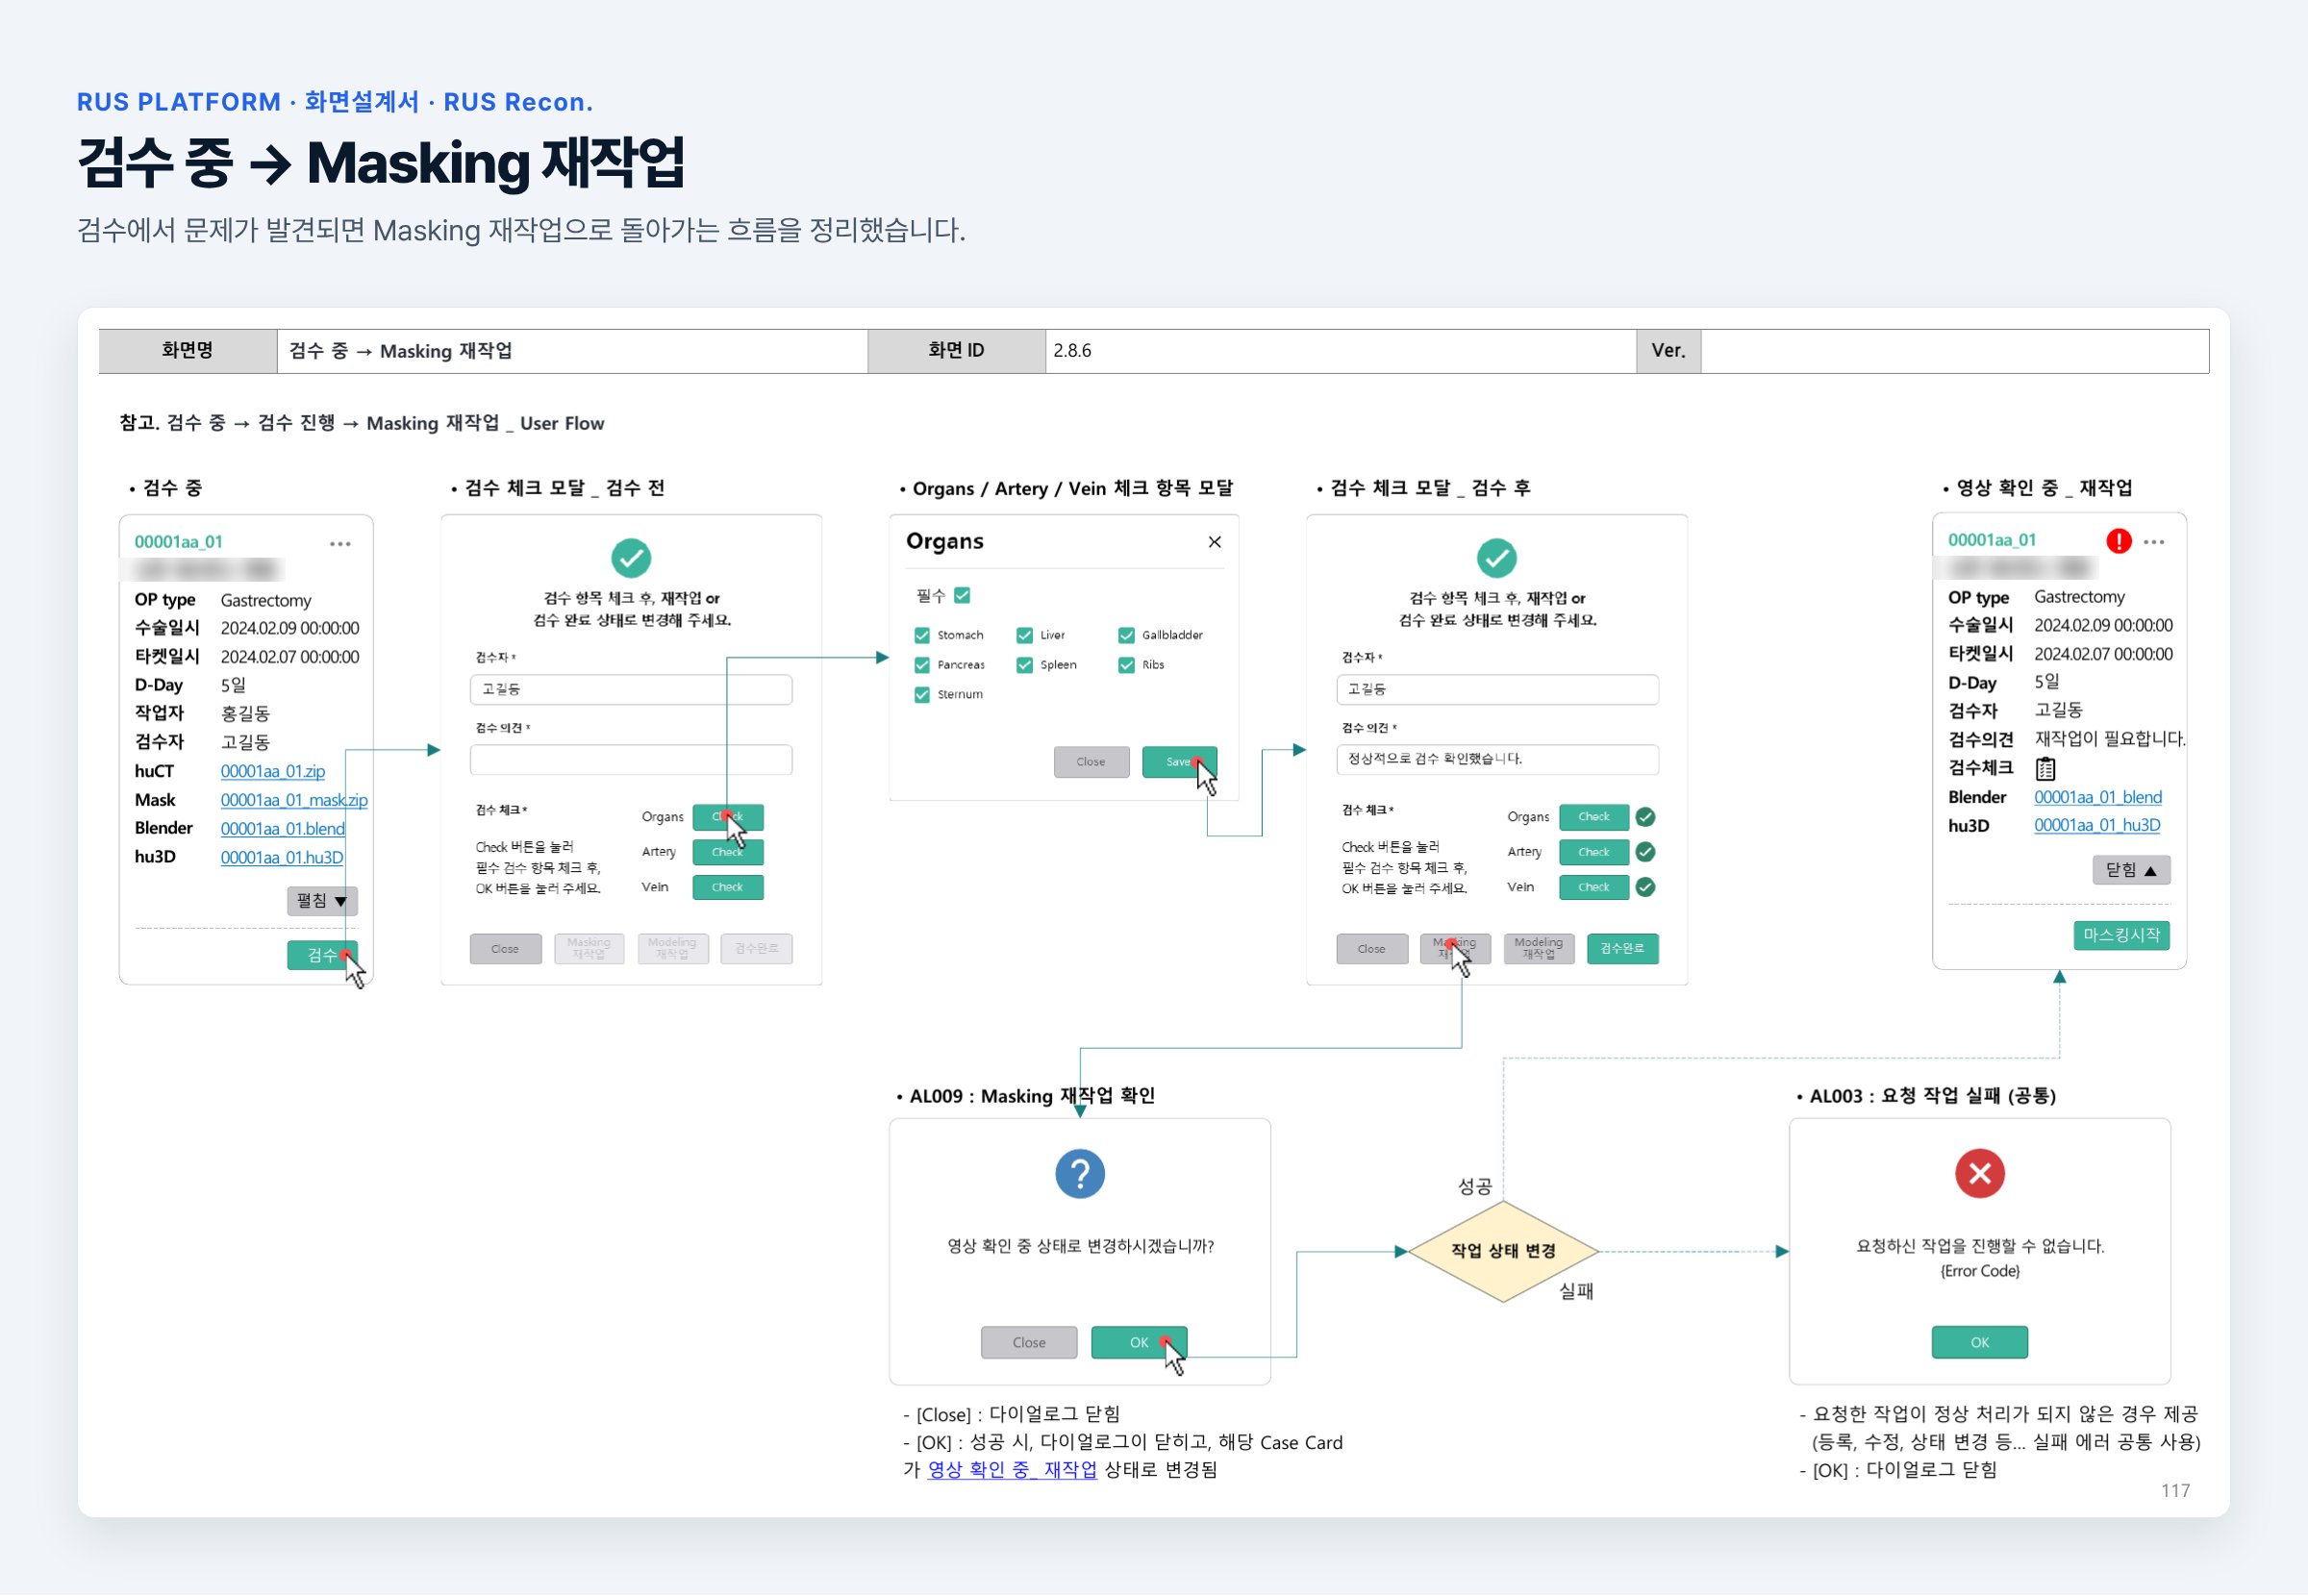 RUS PLATFORM · 화면설계서 · RUS Recon.
검수 중 → Masking 재작업
검수에서 문제가 발견되면 Masking 재작업으로 돌아가는 흐름을 정리했습니다.
화면명 검수 중 → Masking 재작업 화면 ID 2.8.6 Ver.
참고. 검수 중 → 검수 진행 → Masking 재작업 _ User Flow
• 검수 중
00001aa_01 •••
OP type Gastrectomy
수술일시 2024.02.09 00:00:00
타켓일시 2024.02.07 00:00:00
D-Day 5일
작업자 홍길동
검수자 고길동
huCT 00001aa_01.zip
Mask 00001aa_01_mask.zip
Blender 00001aa_01.blend
hu3D 00001aa_01.hu3D
펼침 ▼
검수
• 검수 체크 모달 _ 검수 전
검수 항목 체크 후, 재작업 or
검수 완료 상태로 변경해 주세요.
검수자 *
고길동
검수 의견 *
검수 체크 *
Check 버튼을 눌러
필수 검수 항목 체크 후,
OK 버튼을 눌러 주세요.
Organs Check
Artery Check
Vein Check
Close
Masking
재작업
Modeling
재작업
검수완료
• Organs / Artery / Vein 체크 항목 모달
Organs ×
필수
Stomach Liver Gallbladder
Pancreas Spleen Ribs
Sternum
Close Save
• 검수 체크 모달 _ 검수 후
검수 항목 체크 후, 재작업 or
검수 완료 상태로 변경해 주세요.
검수자 *
고길동
검수 의견 *
정상적으로 검수 확인했습니다.
검수 체크 *
Check 버튼을 눌러
필수 검수 항목 체크 후,
OK 버튼을 눌러 주세요.
Organs Check
Artery Check
Vein Check
Close
Masking
재작업
Modeling
재작업
검수완료
• 영상 확인 중 _ 재작업
00001aa_01 ! •••
OP type Gastrectomy
수술일시 2024.02.09 00:00:00
타켓일시 2024.02.07 00:00:00
D-Day 5일
검수자 고길동
검수의견 재작업이 필요합니다.
검수체크
Blender 00001aa_01_blend
hu3D 00001aa_01_hu3D
닫힘 ▲
마스킹시작
• AL009 : Masking 재작업 확인
?
영상 확인 중 상태로 변경하시겠습니까?
Close OK
- [Close] : 다이얼로그 닫힘
- [OK] : 성공 시, 다이얼로그이 닫히고, 해당 Case Card
가 영상 확인 중_ 재작업 상태로 변경됨
성공
작업 상태 변경
실패
• AL003 : 요청 작업 실패 (공통)
요청하신 작업을 진행할 수 없습니다.
{Error Code}
OK
- 요청한 작업이 정상 처리가 되지 않은 경우 제공
(등록, 수정, 상태 변경 등... 실패 에러 공통 사용)
- [OK] : 다이얼로그 닫힘
117